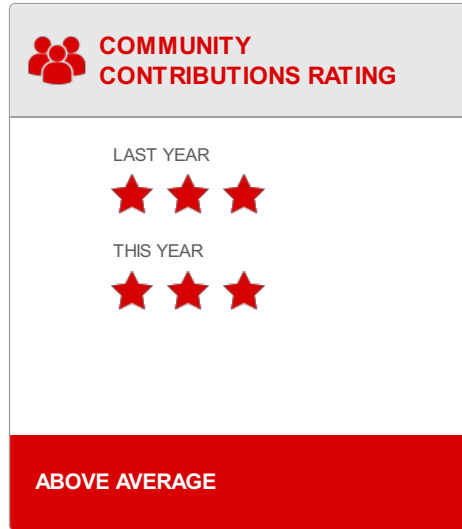 COMMUNITY
CONTRIBUTIONS RATING
LAST YEAR
THIS YEAR
ABOVE AVERAGE